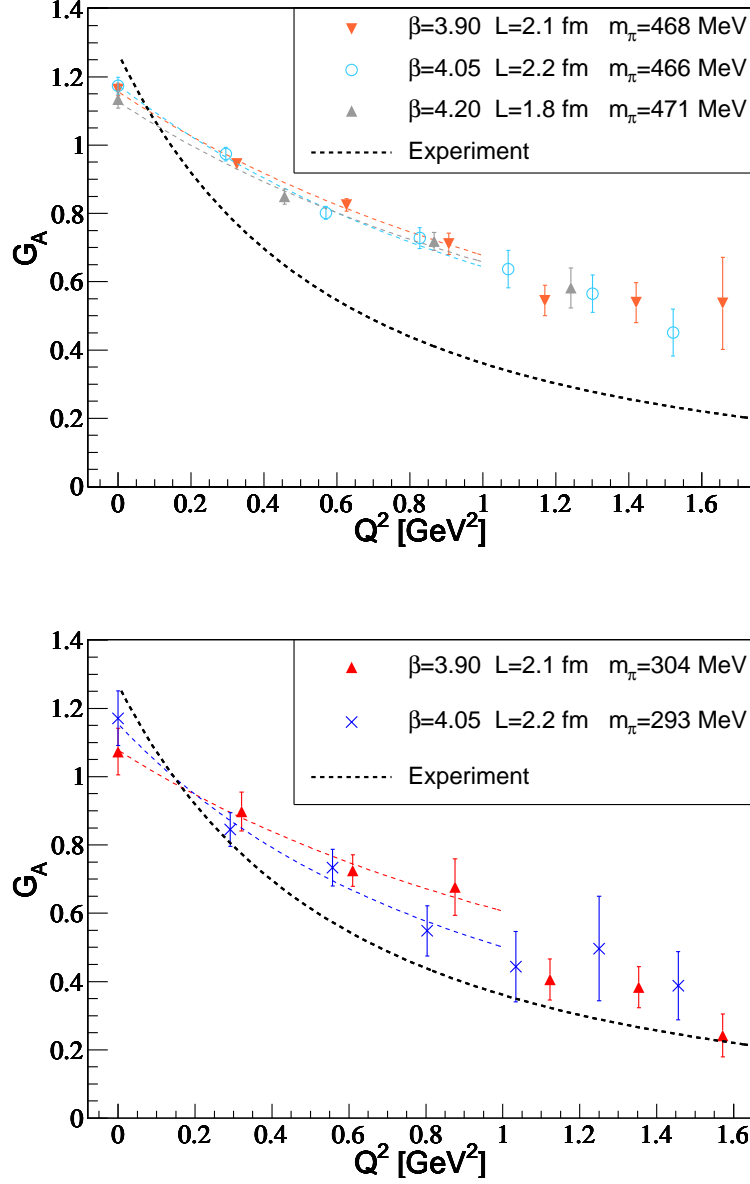 1.4
β=3.90 L=2.1 fm mπ=468 MeV
1.2
β=4.05 L=2.2 fm mπ=466 MeV
β=4.20 L=1.8 fm mπ=471 MeV
1
Experiment
0.8
G_A
0.6
0.4
0.2
0
0 0.2 0.4 0.6 0.8 1 1.2 1.4 1.6
Q² [GeV²]
1.4
β=3.90 L=2.1 fm mπ=304 MeV
1.2
β=4.05 L=2.2 fm mπ=293 MeV
1
Experiment
0.8
G_A
0.6
0.4
0.2
0
0 0.2 0.4 0.6 0.8 1 1.2 1.4 1.6
Q² [GeV²]